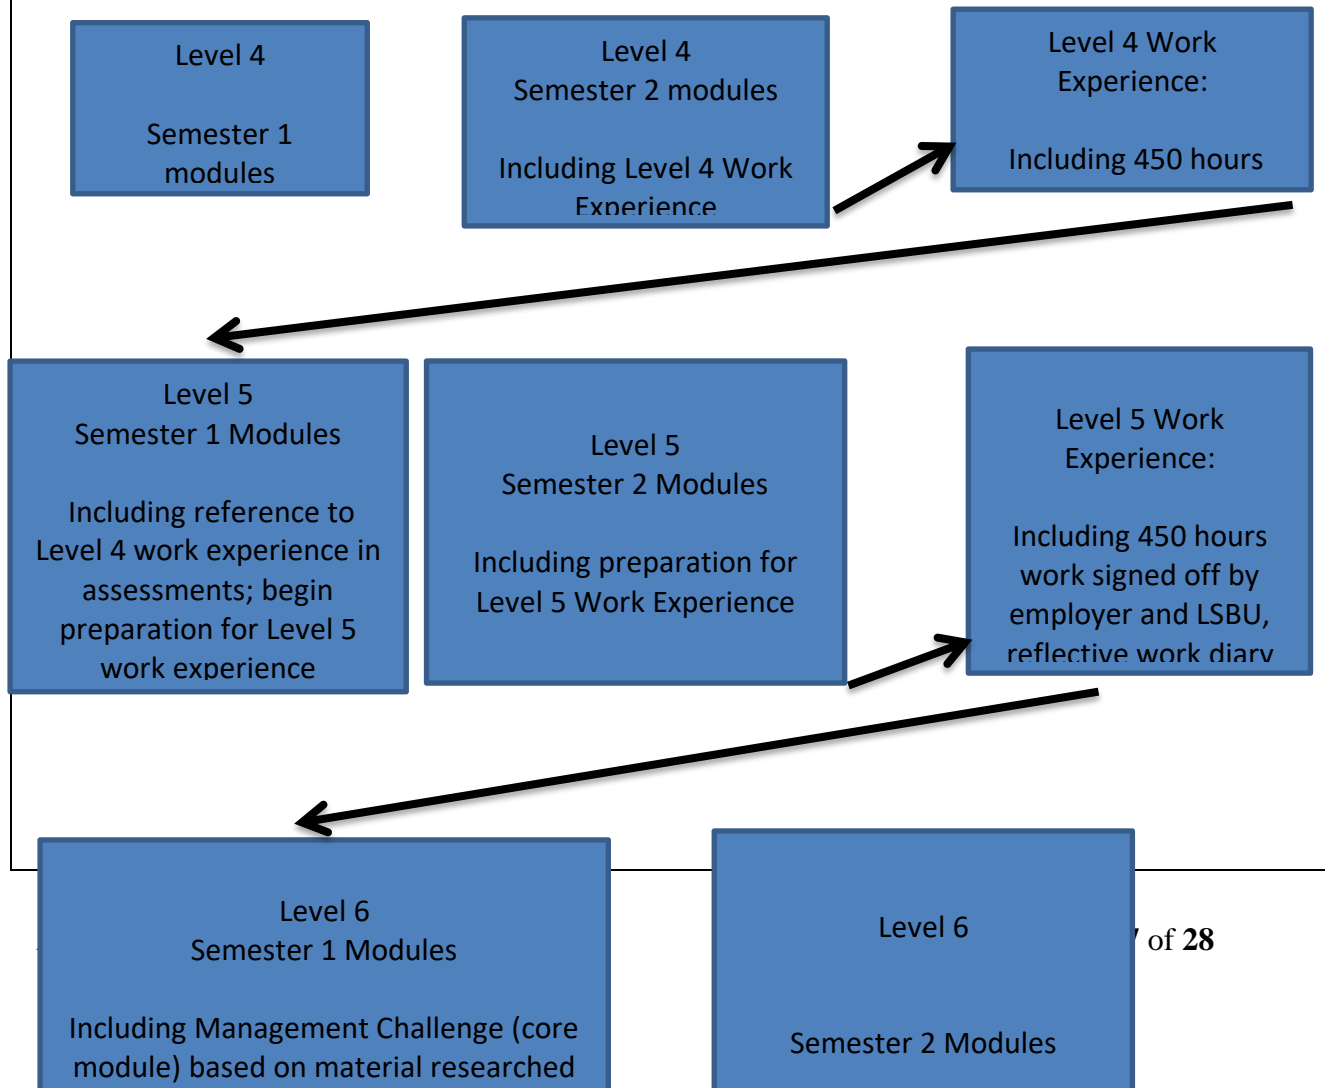 Level 4
Semester 1
modules
Level 4
Semester 2 modules
Including Level 4 Work
Experience
Level 4 Work
Experience:
Including 450 hours
Level 5
Semester 1 Modules
Including reference to
Level 4 work experience in
assessments; begin
preparation for Level 5
work experience
Level 5
Semester 2 Modules
Including preparation for
Level 5 Work Experience
Level 5 Work
Experience:
Including 450 hours
work signed off by
employer and LSBU,
reflective work diary
Level 6
Semester 1 Modules
Including Management Challenge (core
module) based on material researched
Level 6
Semester 2 Modules
of 28